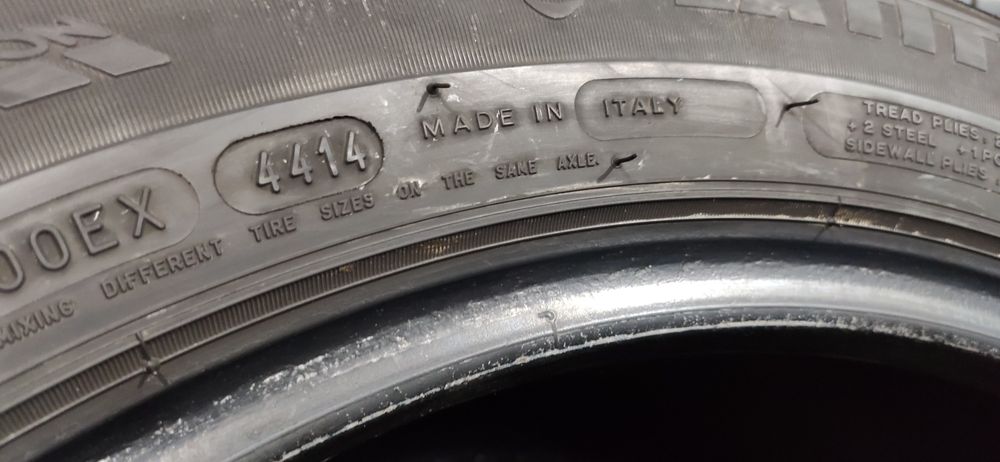 ON
4414
MADE IN ITALY
00EX
MIXING DIFFERENT TIRE SIZES ON THE SAME AXLE.
TREAD PLIES:
+ 2 STEEL +1
SIDEWALL PLIES